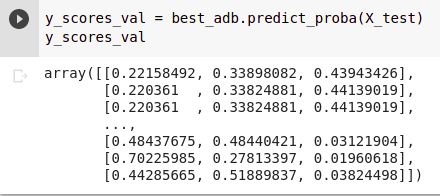 y_scores_val = best_adb.predict_proba(X_test)
y_scores_val
array([[0.22158492, 0.33898082, 0.43943426],
[0.220361  , 0.33824881, 0.44139019],
[0.220361  , 0.33824881, 0.44139019],
...,
[0.48437675, 0.48440421, 0.03121904],
[0.70225985, 0.27813397, 0.01960618],
[0.44285665, 0.51889837, 0.03824498]])